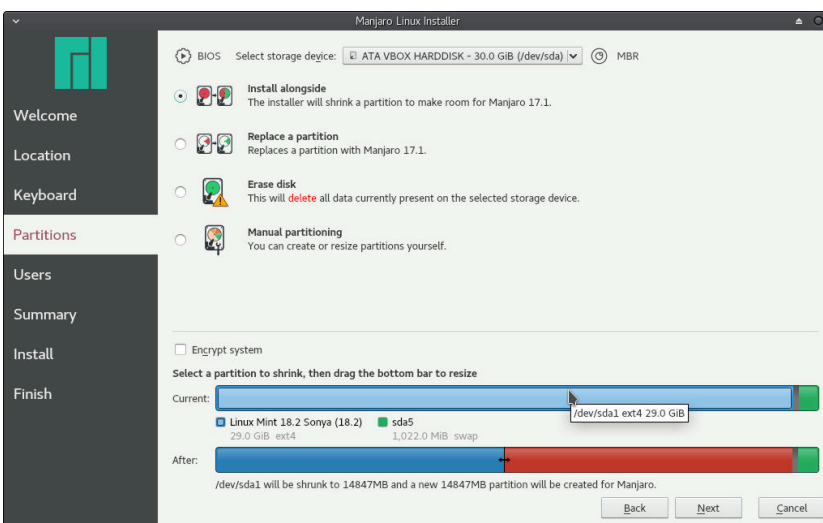 Manjaro Linux Installer
BIOS Select storage device: ATA VBOX HARDDISK - 30.0 GiB (/dev/sda) MBR
Install alongside
The installer will shrink a partition to make room for Manjaro 17.1.
Welcome
Replace a partition
Replaces a partition with Manjaro 17.1.
Location
Erase disk
This will delete all data currently present on the selected storage device.
Keyboard
Manual partitioning
You can create or resize partitions yourself.
Partitions
Users
Summary
Install
Finish
Encrypt system
Select a partition to shrink, then drag the bottom bar to resize
Current:
/dev/sda1 ext4 29.0 GiB
Linux Mint 18.2 Sonya (18.2) sda5
29.0 GiB ext4 1,022.0 MiB swap
After:
/dev/sda1 will be shrunk to 14847MB and a new 14847MB partition will be created for Manjaro.
Back Next Cancel